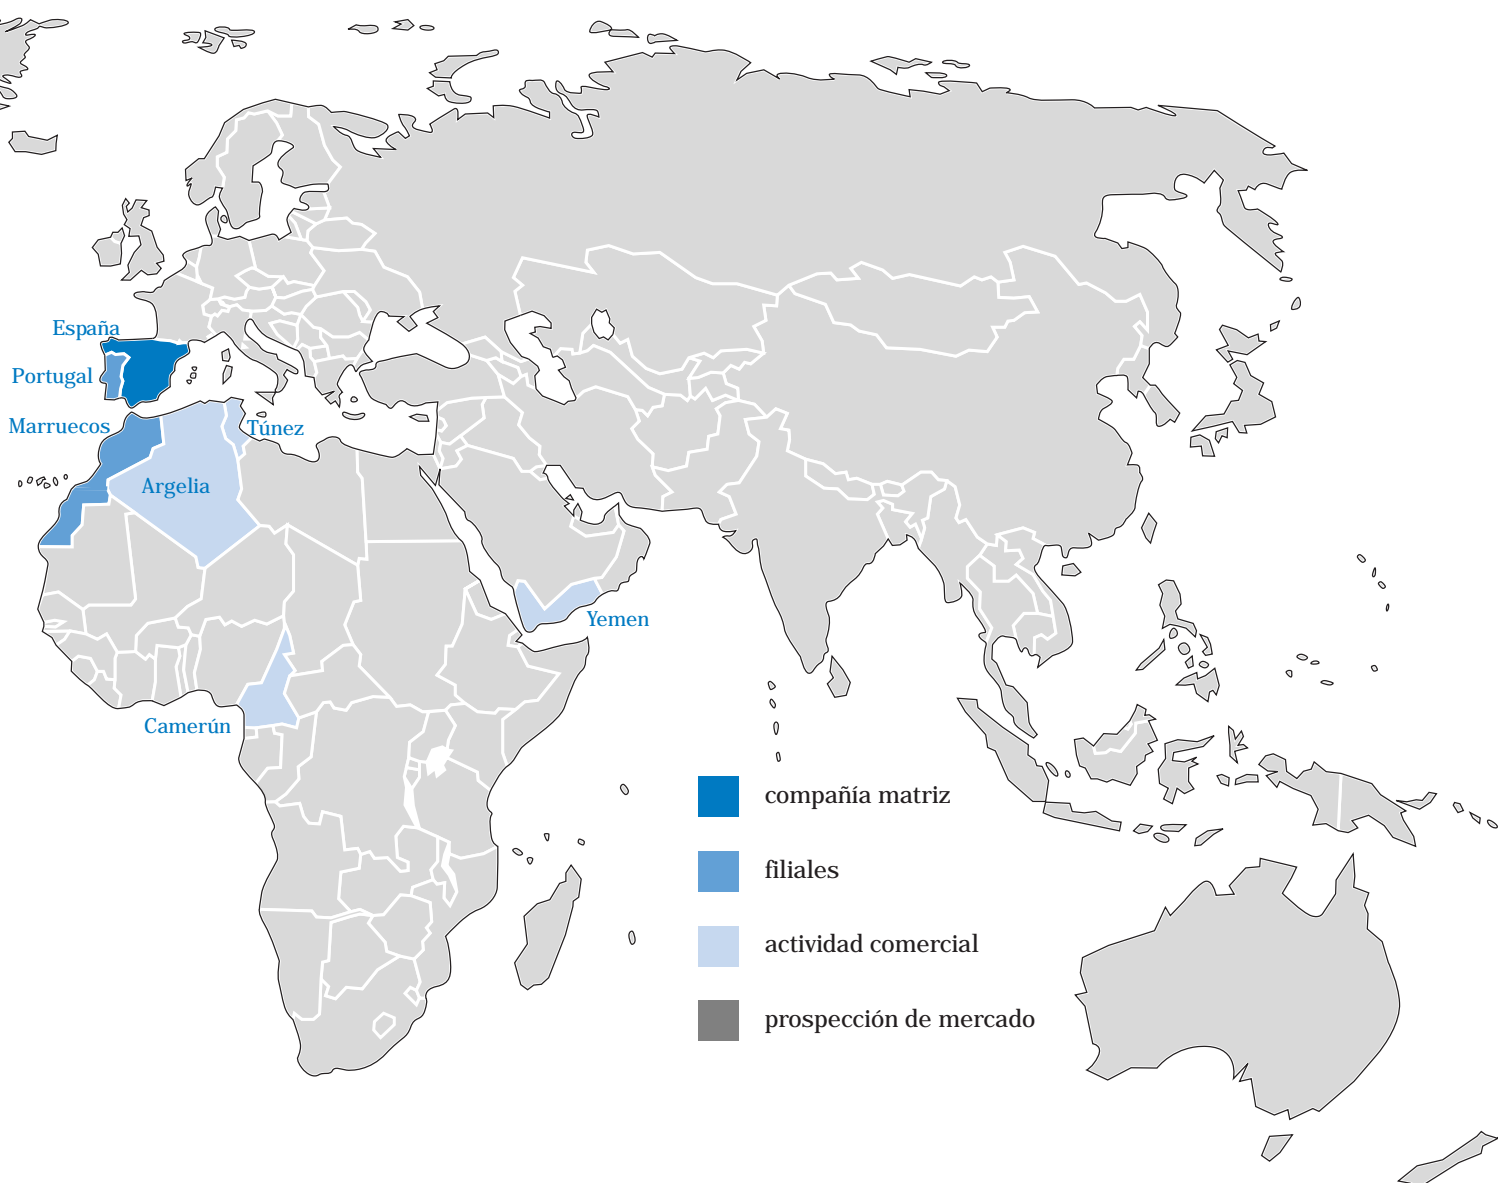 España
Portugal
Marruecos
Túnez
Argelia
Yemen
Camerún
compañía matriz
filiales
actividad comercial
prospección de mercado